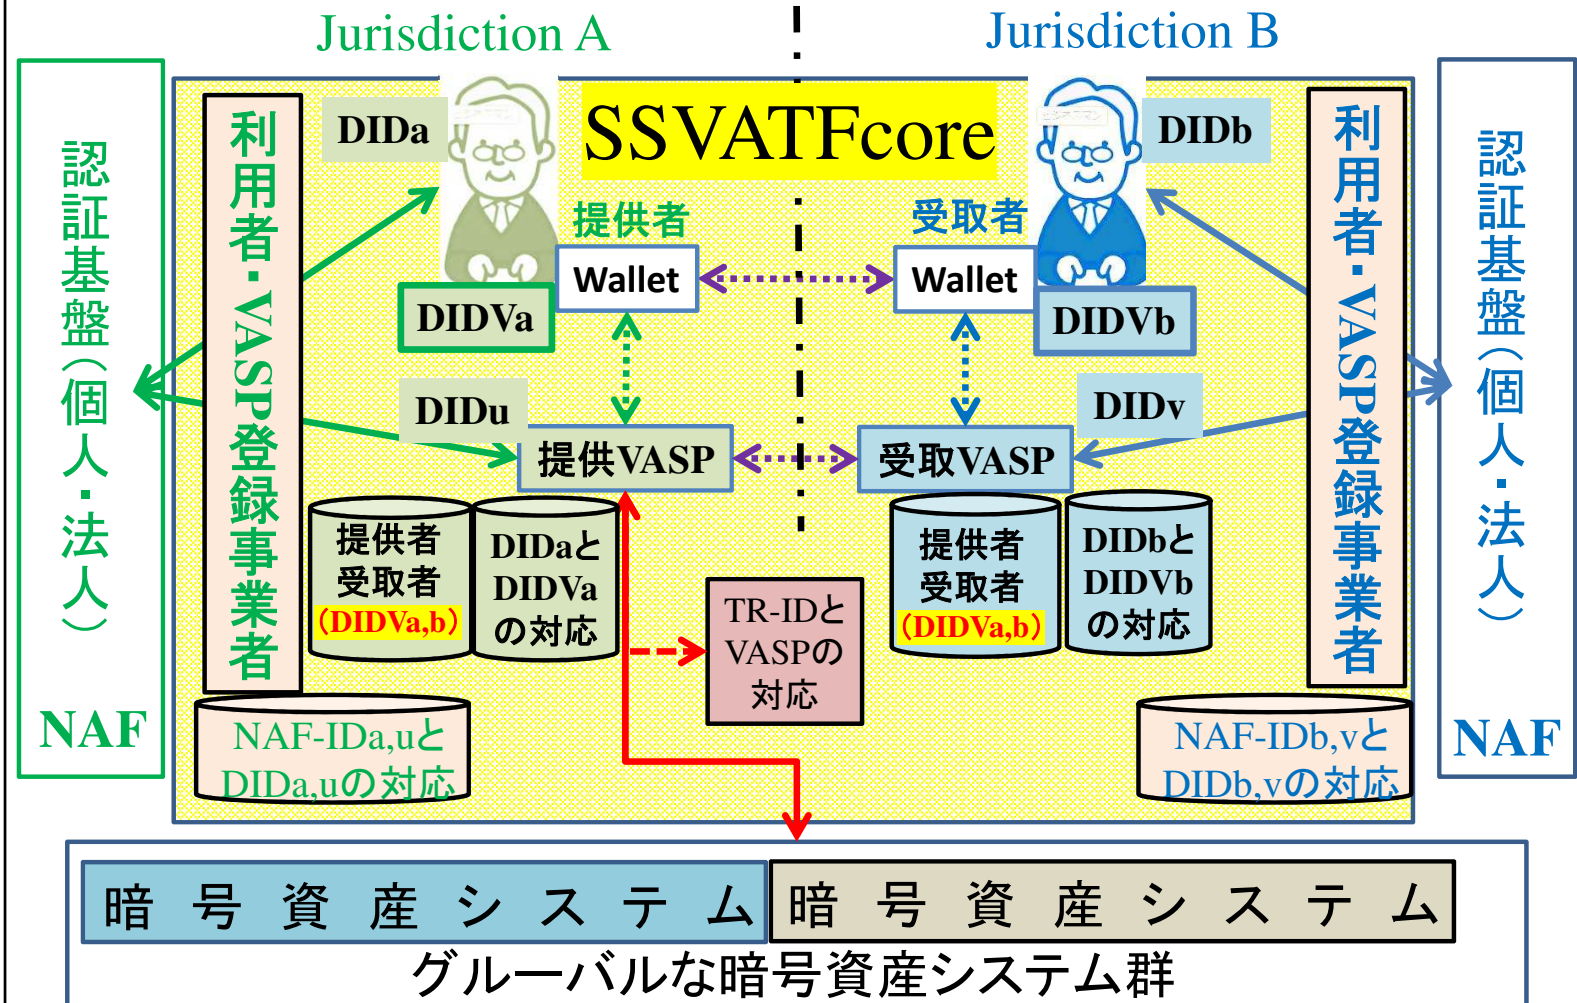 Jurisdiction A
Jurisdiction B
認証基盤（個人・法人）
NAF
利用者・VASP登録事業者
DIDa
SSVATFcore
DIDb
提供者
受取者
Wallet
Wallet
DIDVa
DIDVb
DIDu
DIDv
提供VASP
受取VASP
提供者
受取者
（DIDVa,b）
DIDaと
DIDVa
の対応
TR-IDと
VASPの
対応
提供者
受取者
（DIDVa,b）
DIDbと
DIDVb
の対応
NAF-IDa,uと
DIDa,uの対応
NAF-IDb,vと
DIDb,vの対応
利用者・VASP登録事業者
認証基盤（個人・法人）
NAF
暗号資産システム
暗号資産システム
グルーバルな暗号資産システム群